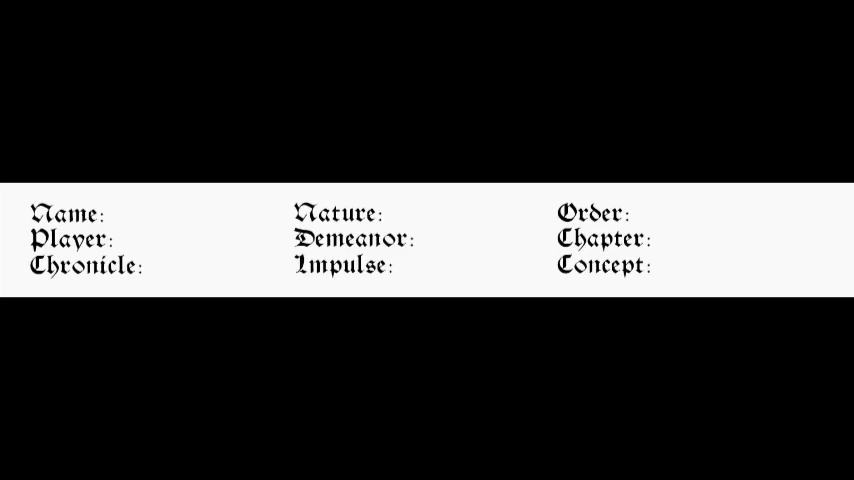 Name: Nature: Order:
Player: Demeanor: Chapter:
Chronicle: Impulse: Concept: